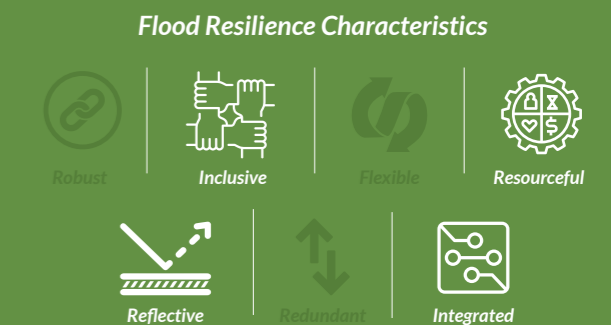 Flood Resilience Characteristics
Robust Inclusive Flexible Resourceful
Reflective Redundant Integrated